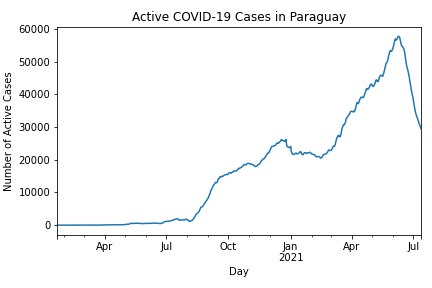 Active COVID-19 Cases in Paraguay
Number of Active Cases
60000
50000
40000
30000
20000
10000
0
Apr Jul Oct Jan Apr Jul
2021
Day